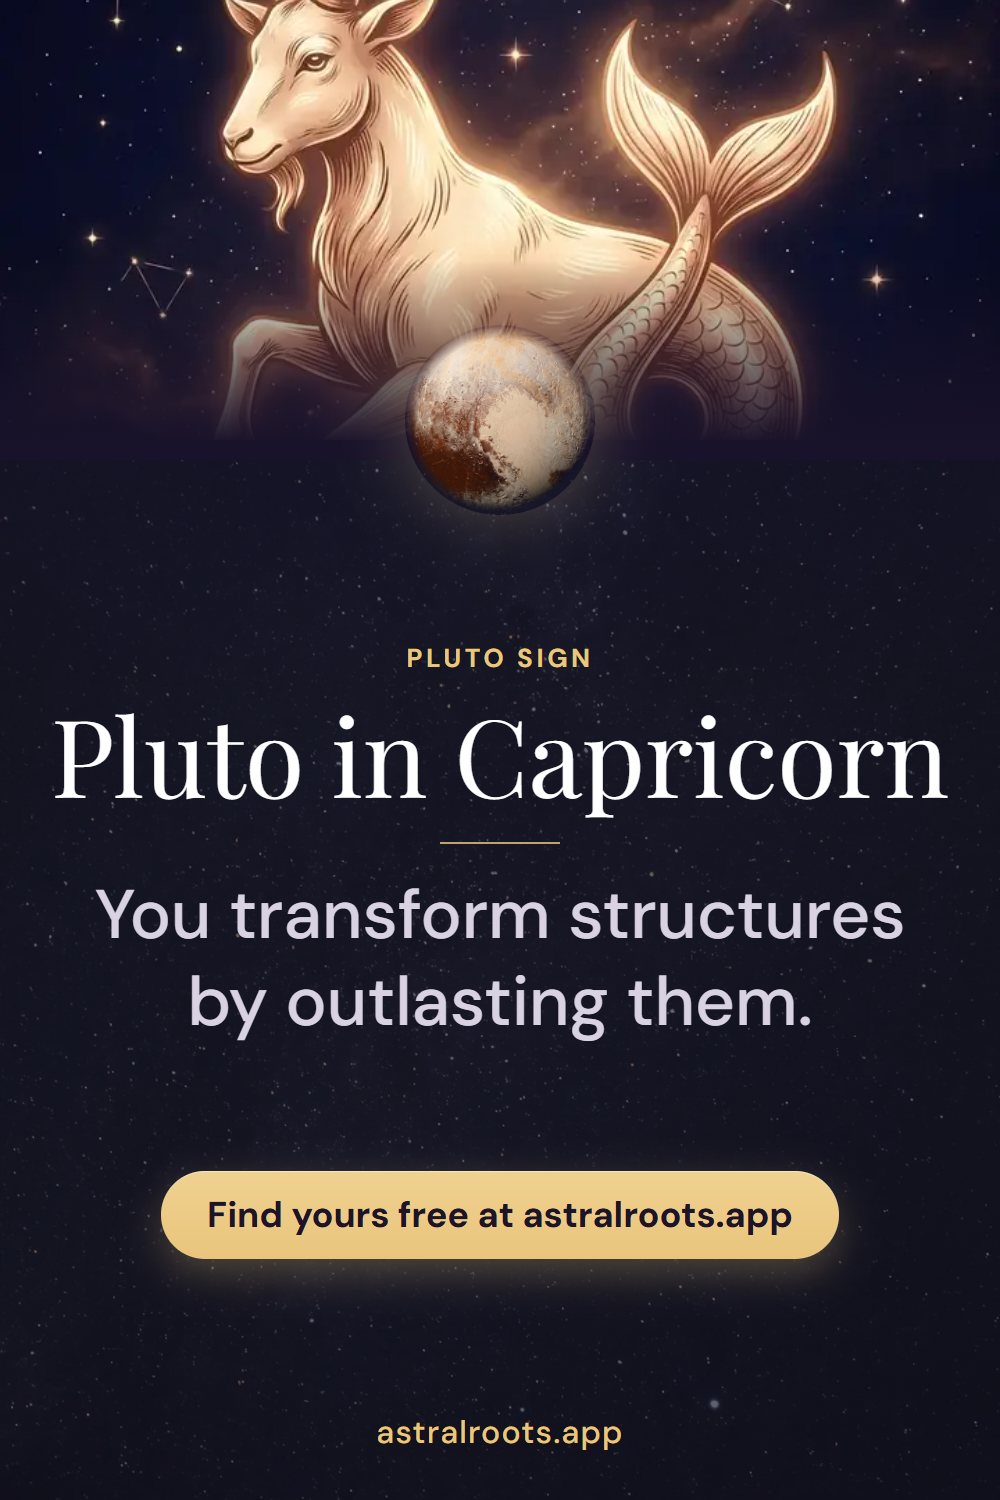 PLUTO SIGN
Pluto in Capricorn
You transform structures
by outlasting them.
Find yours free at astralroots.app
astralroots.app